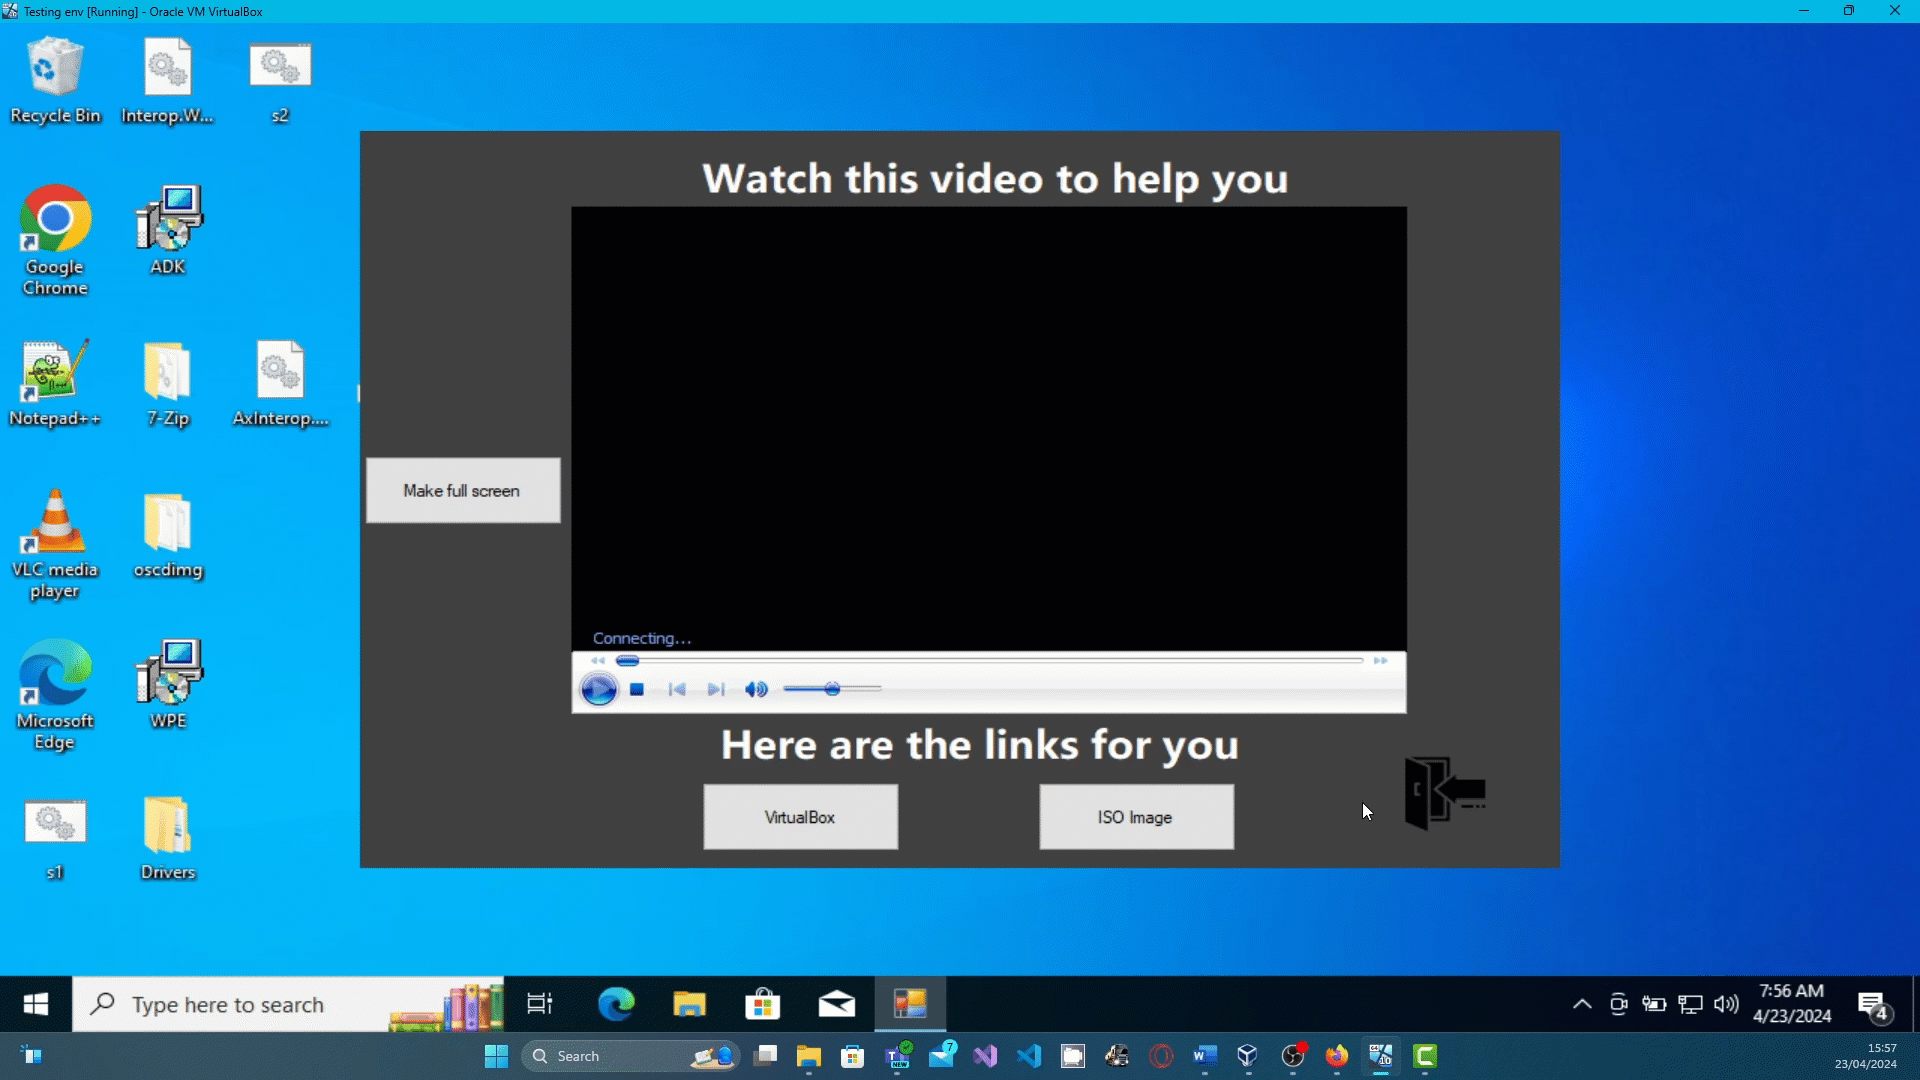 Testing env [Running] - Oracle VM VirtualBox
Recycle Bin
Interop.W...
s2
Google
Chrome
ADK
Notepad++
7-Zip
AxInterop....
VLC media
player
oscdimg
Microsoft
Edge
WPE
s1
Drivers
Watch this video to help you
Make full screen
Connecting...
Here are the links for you
VirtualBox
ISO Image
Type here to search
7:56 AM
4/23/2024
4
Search
NEW
7
15:57
23/04/2024